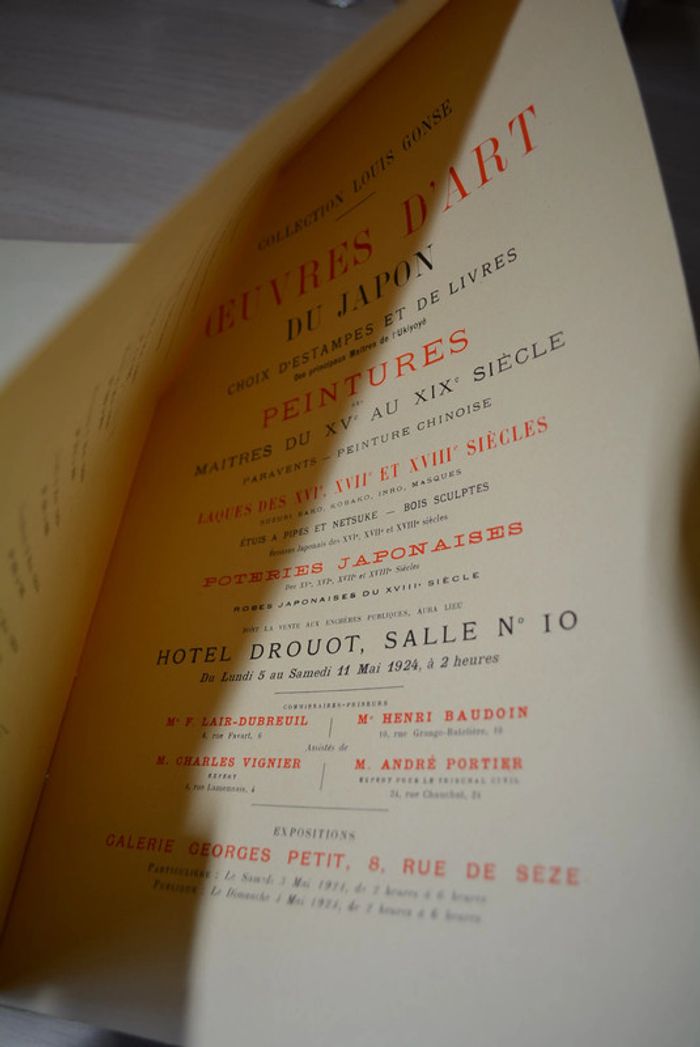 COLLECTION LOUIS GONSE
ŒUVRES D'ART
DU JAPON
CHOIX D'ESTAMPES ET DE LIVRES
Des principaux Maîtres de l'Ukiyoyé
PEINTURES
DES
MAITRES DU XVᵉ AU XIXᵉ SIÈCLE
PARAVENTS — PEINTURE CHINOISE
LAQUES DES XVIᵉ, XVIIᵉ ET XVIIIᵉ SIÈCLES
SUZURI BAKO, KOBAKO, INRO, MASQUES
ÉTUIS A PIPES ET NETSUKE — BOIS SCULPTES
Japonais des XVIᵉ, XVIIᵉ et XVIIIᵉ siècles
POTERIES JAPONAISES
Des XVᵉ, XVIᵉ, XVIIᵉ et XVIIIᵉ Siècles
ROBES JAPONAISES DU XVIIIᵉ SIÈCLE
DONT LA VENTE AUX ENCHÈRES PUBLIQUES, AURA LIEU
HOTEL DROUOT, SALLE Nº 10
Du Lundi 5 au Samedi 11 Mai 1924, à 2 heures
COMMISSAIRES-PRISEURS
Mᵉ F. LAIR-DUBREUIL
6, rue Favart, 6
Mᵉ HENRI BAUDOIN
10, rue Grange-Batelière, 10
Assistés de
M. CHARLES VIGNIER
EXPERT
4, rue Lamennais, 4
M. ANDRÉ PORTIER
EXPERT POUR LE TRIBUNAL CIVIL
24, rue Chauchat, 24
EXPOSITIONS
GALERIE GEORGES PETIT, 8, RUE DE SÈZE
PARTICULIÈRE : Le Samedi 3 Mai 1924, de 2 heures à 6 heures
PUBLIQUE : Le Dimanche 4 Mai 1924, de 2 heures à 6 heures